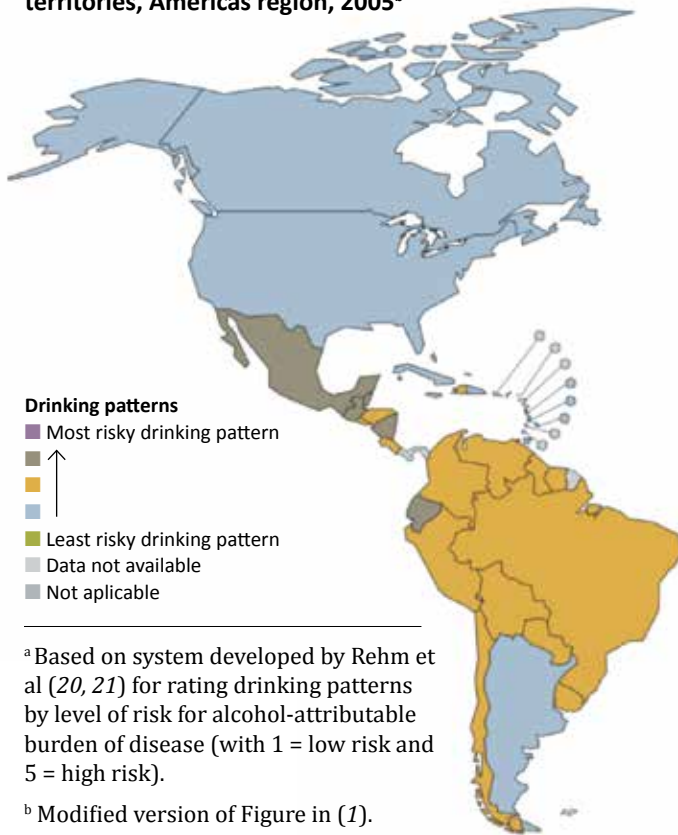 territories, Americas region, 2005ª
Drinking patterns
Most risky drinking pattern
Least risky drinking pattern
Data not available
Not aplicable
ª Based on system developed by Rehm et
al (20, 21) for rating drinking patterns
by level of risk for alcohol-attributable
burden of disease (with 1 = low risk and
5 = high risk).
ᵇ Modified version of Figure in (1).